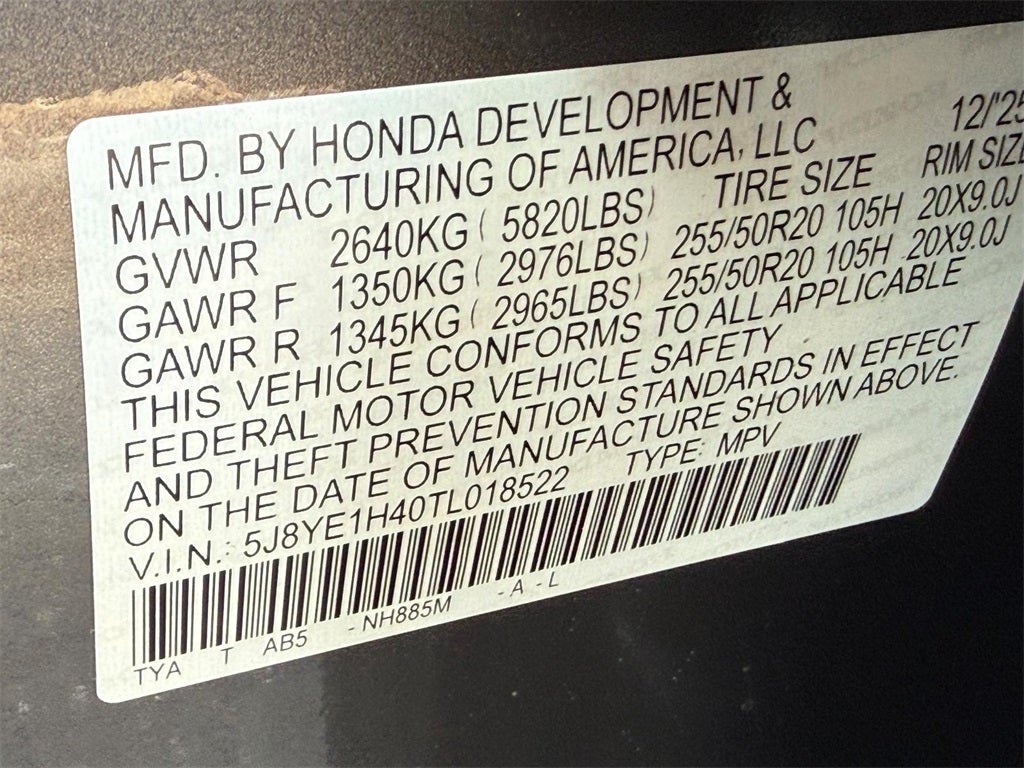 MFD. BY HONDA DEVELOPMENT &
MANUFACTURING OF AMERICA, LLC 12/'25
GVWR 2640KG ( 5820LBS) TIRE SIZE RIM SIZE
GAWR F 1350KG ( 2976LBS) 255/50R20 105H 20X9.0J
GAWR R 1345KG ( 2965LBS) 255/50R20 105H 20X9.0J
THIS VEHICLE CONFORMS TO ALL APPLICABLE
FEDERAL MOTOR VEHICLE SAFETY
AND THEFT PREVENTION STANDARDS IN EFFECT
ON THE DATE OF MANUFACTURE SHOWN ABOVE.
V.I.N.: 5J8YE1H40TL018522 TYPE: MPV
TYA T AB5 - NH885M - A - L